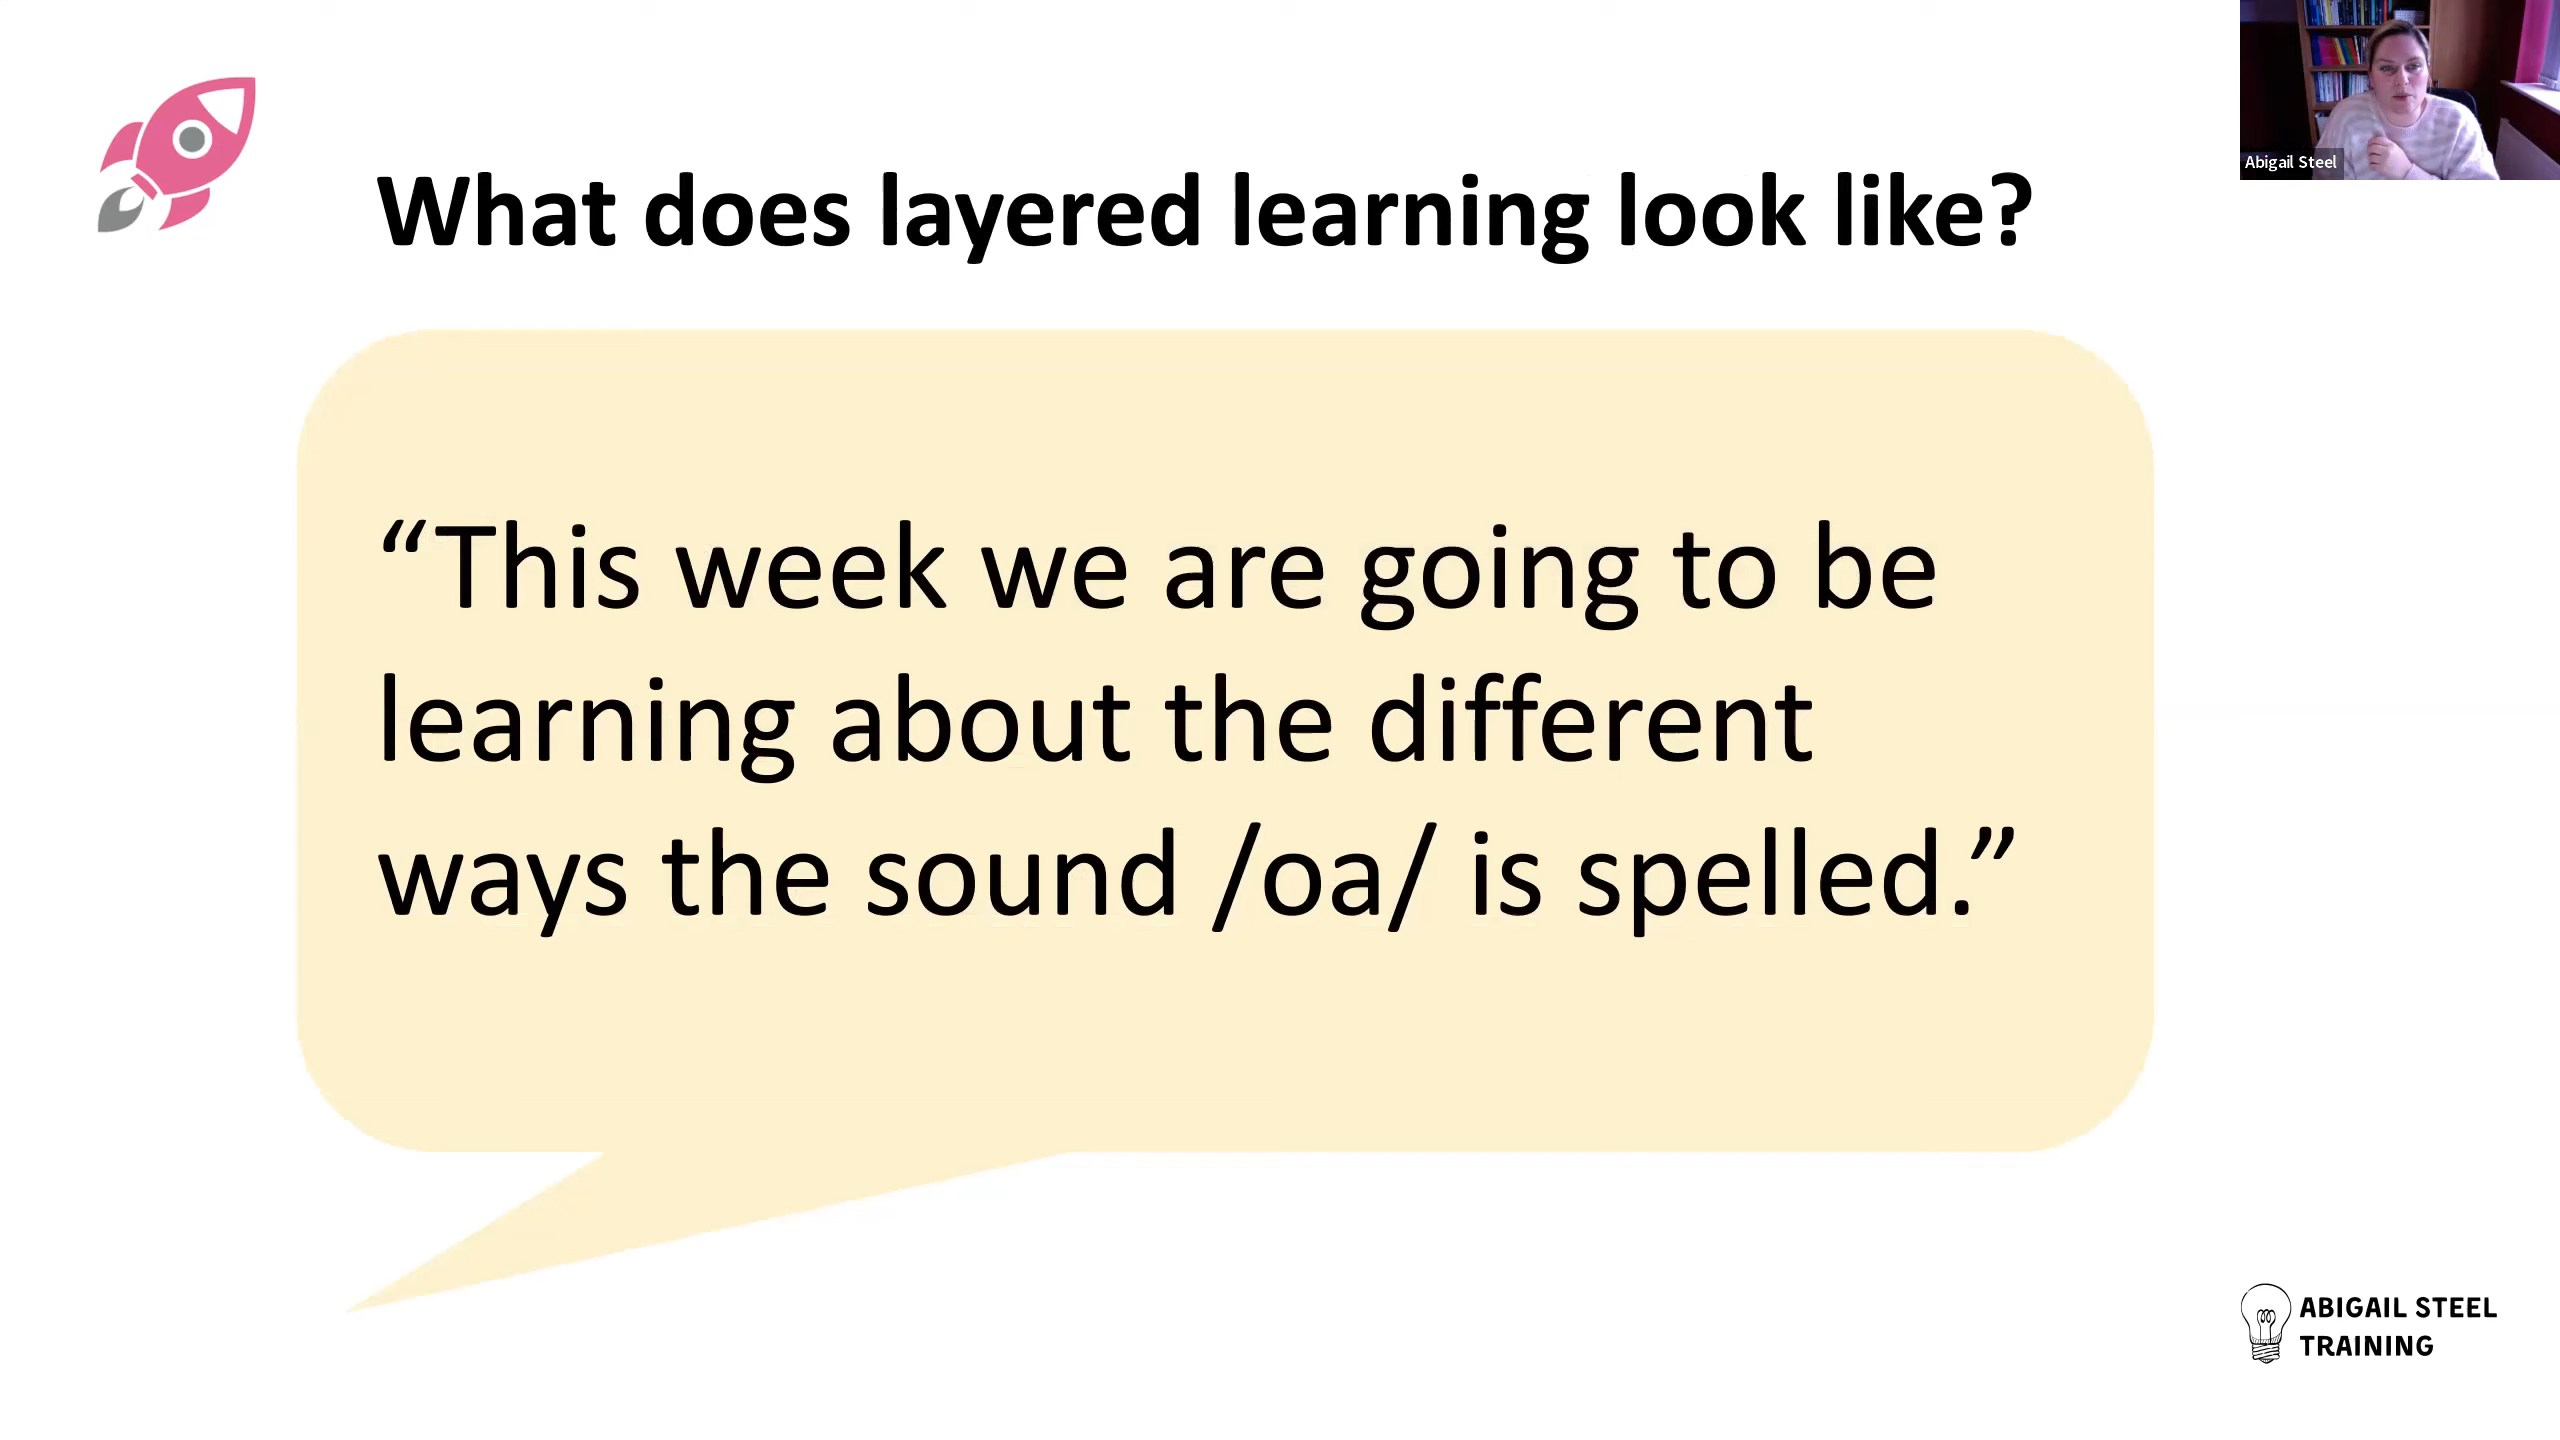 Abigail Steel
What does layered learning look like?
“This week we are going to be
learning about the different
ways the sound /oa/ is spelled.”
ABIGAIL STEEL
TRAINING